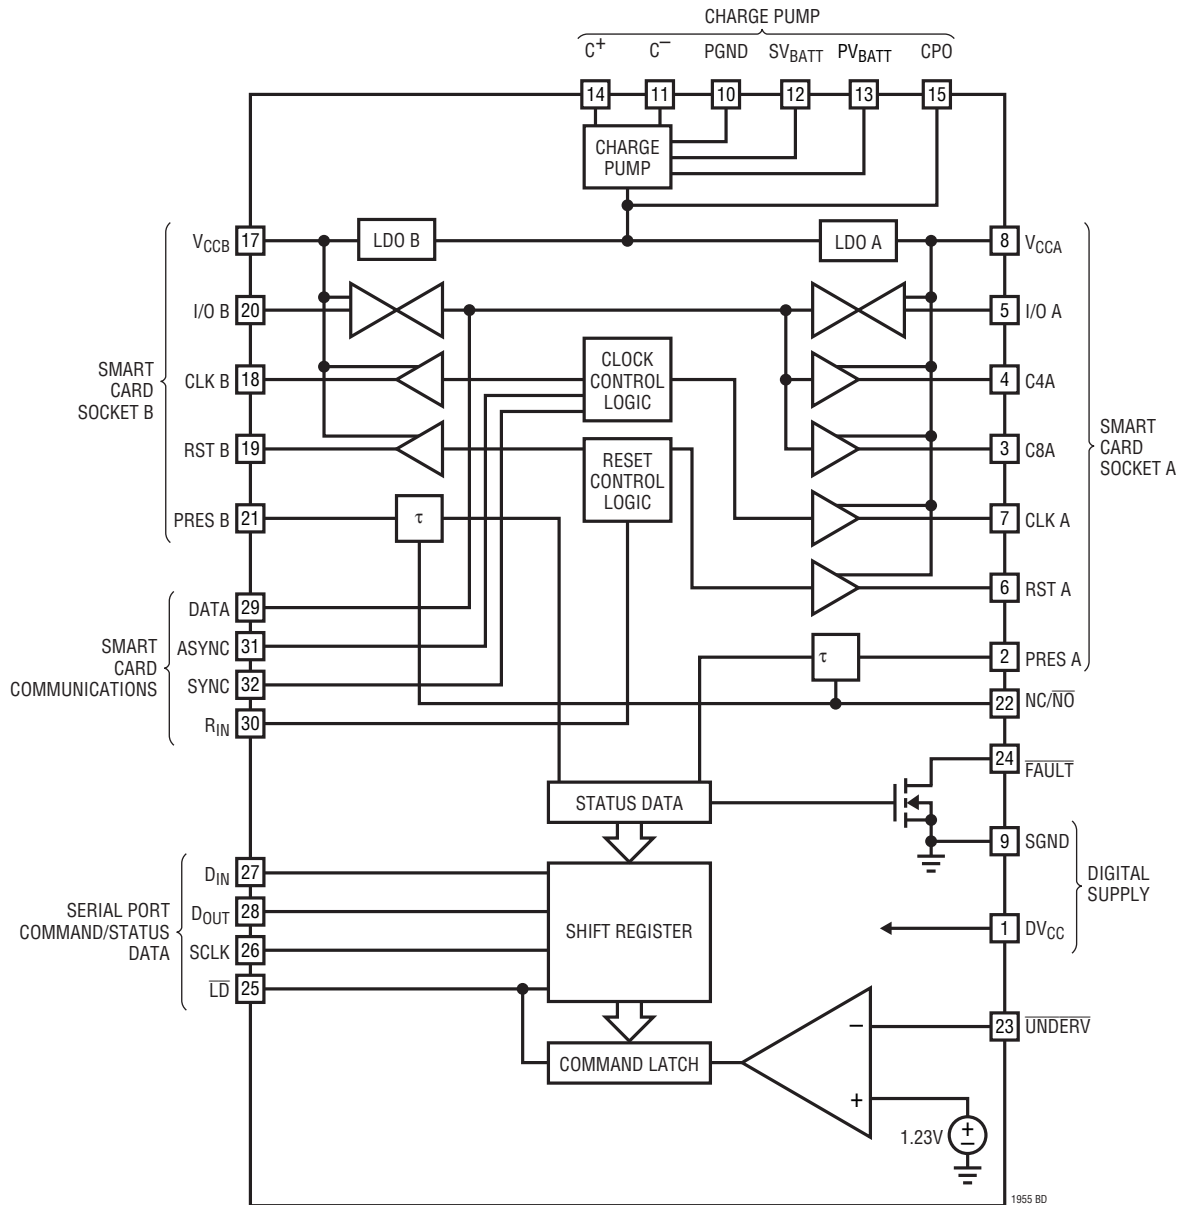 CHARGE PUMP
C+ C− PGND SVBATT PVBATT CPO
14 11 10 12 13 15
CHARGE
PUMP
VCCB 17 LDO B LDO A 8 VCCA
I/O B 20 5 I/O A
SMART
CARD
SOCKET B
CLK B 18
CLOCK
CONTROL
LOGIC
4 C4A
RST B 19
RESET
CONTROL
LOGIC
3 C8A
SMART
CARD
SOCKET A
PRES B 21 τ 7 CLK A
6 RST A
SMART
CARD
COMMUNICATIONS
DATA 29
ASYNC 31
SYNC 32
RIN 30
τ 2 PRES A
22 NC/N̅O̅
24 F̅A̅U̅L̅T̅
STATUS DATA
9 SGND
DIGITAL
SUPPLY
1 DVCC
SERIAL PORT
COMMAND/STATUS
DATA
DIN 27
DOUT 28
SCLK 26
L̅D̅ 25
SHIFT REGISTER
COMMAND LATCH
−
+
23 U̅N̅D̅E̅R̅V̅
1.23V
+
−
1955 BD